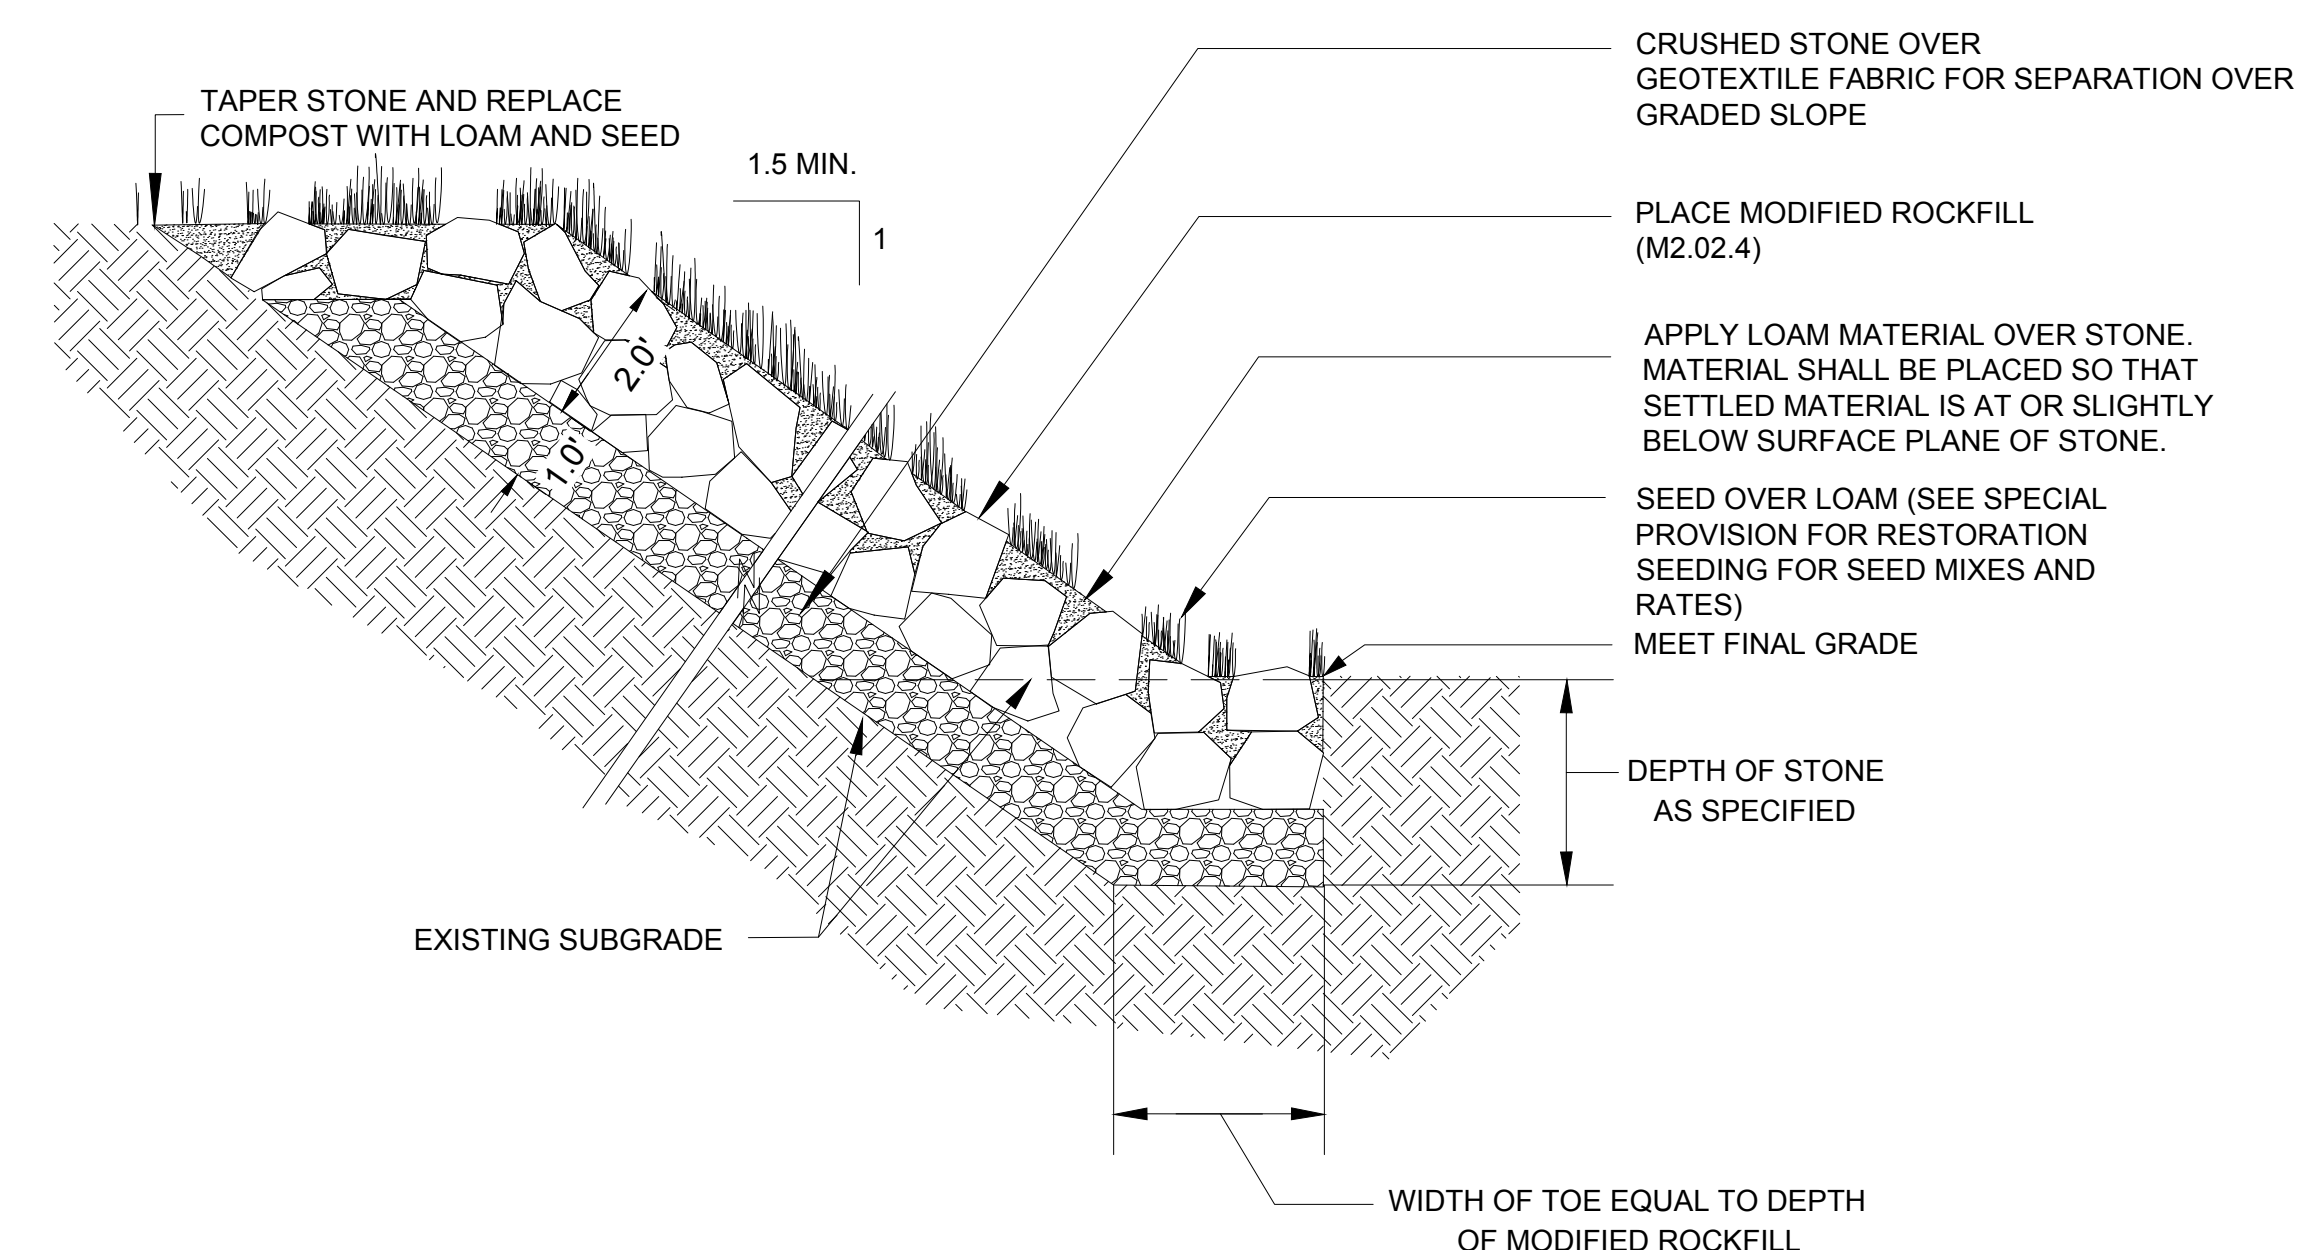 TAPER STONE AND REPLACE
COMPOST WITH LOAM AND SEED
1.5 MIN.
1
CRUSHED STONE OVER
GEOTEXTILE FABRIC FOR SEPARATION OVER
GRADED SLOPE
PLACE MODIFIED ROCKFILL
(M2.02.4)
APPLY LOAM MATERIAL OVER STONE.
MATERIAL SHALL BE PLACED SO THAT
SETTLED MATERIAL IS AT OR SLIGHTLY
BELOW SURFACE PLANE OF STONE.
SEED OVER LOAM (SEE SPECIAL
PROVISION FOR RESTORATION
SEEDING FOR SEED MIXES AND
RATES)
MEET FINAL GRADE
2.0'
1.0'
DEPTH OF STONE
AS SPECIFIED
EXISTING SUBGRADE
WIDTH OF TOE EQUAL TO DEPTH
OF MODIFIED ROCKFILL